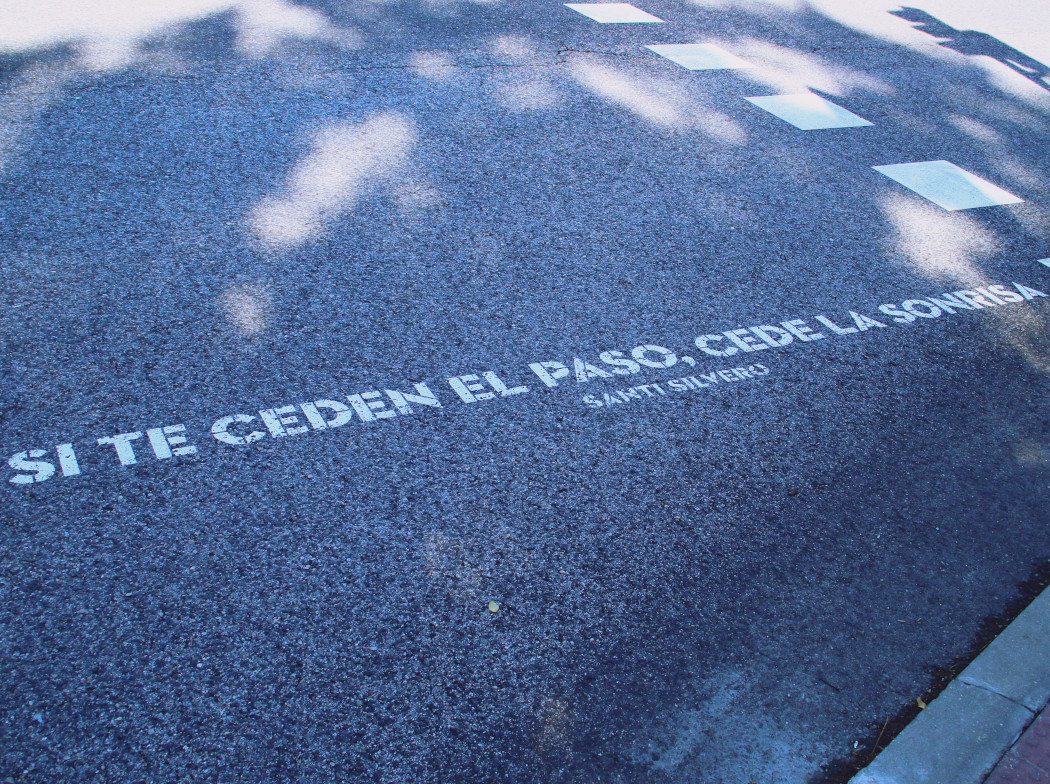 SI TE CEDEN EL PASO, CEDE LA SONRISA
SANTI SILVERO